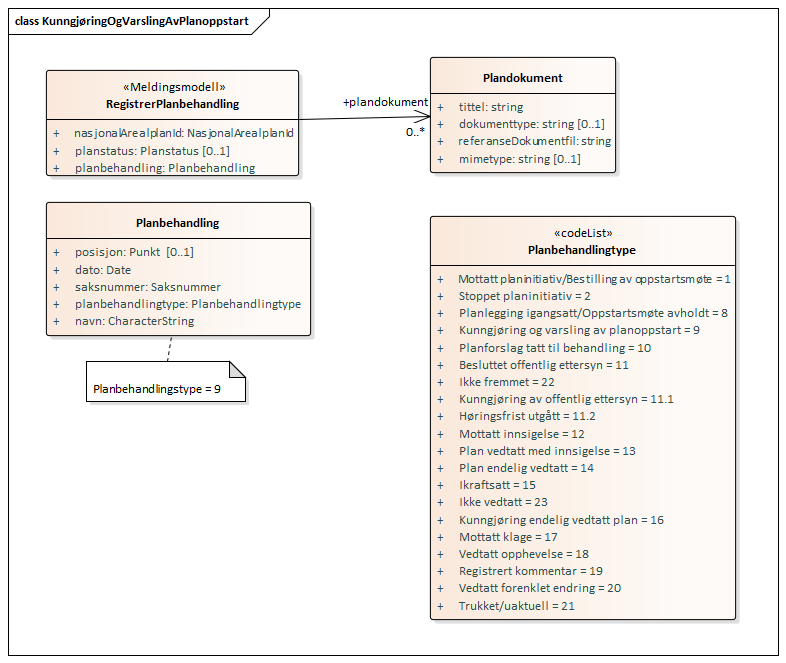 class KunngjøringOgVarslingAvPlanoppstart
«Meldingsmodell»
RegistrerPlanbehandling
+ nasjonalArealplanId: NasjonalArealplanId
+ planstatus: Planstatus [0..1]
+ planbehandling: Planbehandling
+plandokument
0..*
Plandokument
+ tittel: string
+ dokumenttype: string [0..1]
+ referanseDokumentfil: string
+ mimetype: string [0..1]
Planbehandling
+ posisjon: Punkt [0..1]
+ dato: Date
+ saksnummer: Saksnummer
+ planbehandlingtype: Planbehandlingtype
+ navn: CharacterString
Planbehandlingstype = 9
«codeList»
Planbehandlingtype
+ Mottatt planinitiativ/Bestilling av oppstartsmøte = 1
+ Stoppet planinitiativ = 2
+ Planlegging igangsatt/Oppstartsmøte avholdt = 8
+ Kunngjøring og varsling av planoppstart = 9
+ Planforslag tatt til behandling = 10
+ Besluttet offentlig ettersyn = 11
+ Ikke fremmet = 22
+ Kunngjøring av offentlig ettersyn = 11.1
+ Høringsfrist utgått = 11.2
+ Mottatt innsigelse = 12
+ Plan vedtatt med innsigelse = 13
+ Plan endelig vedtatt = 14
+ Ikraftsatt = 15
+ Ikke vedtatt = 23
+ Kunngjøring endelig vedtatt plan = 16
+ Mottatt klage = 17
+ Vedtatt opphevelse = 18
+ Registrert kommentar = 19
+ Vedtatt forenklet endring = 20
+ Trukket/uaktuell = 21